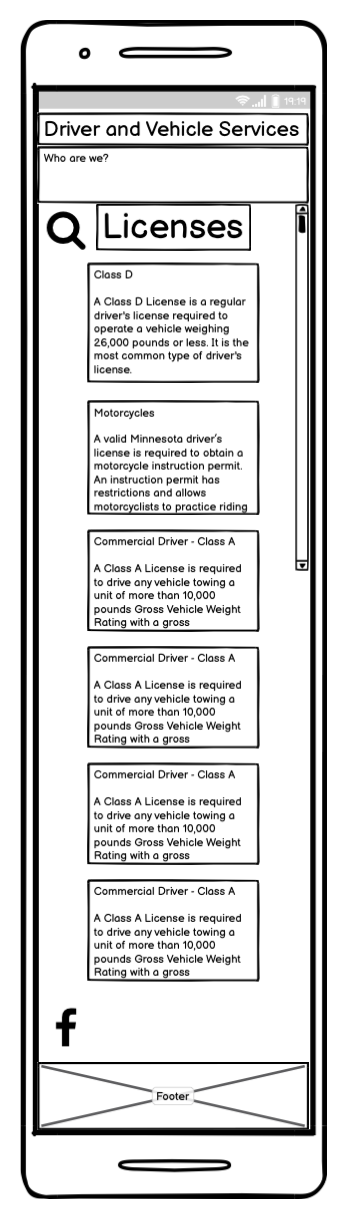 19:19
Driver and Vehicle Services
Who are we?
Licenses
Class D
A Class D License is a regular
driver's license required to
operate a vehicle weighing
26,000 pounds or less. It is the
most common type of driver's
license.
Motorcycles
A valid Minnesota driver's
license is required to obtain a
motorcycle instruction permit.
An instruction permit has
restrictions and allows
motorcyclists to practice riding
Commercial Driver - Class A
A Class A License is required
to drive any vehicle towing a
unit of more than 10,000
pounds Gross Vehicle Weight
Rating with a gross
Commercial Driver - Class A
A Class A License is required
to drive any vehicle towing a
unit of more than 10,000
pounds Gross Vehicle Weight
Rating with a gross
Commercial Driver - Class A
A Class A License is required
to drive any vehicle towing a
unit of more than 10,000
pounds Gross Vehicle Weight
Rating with a gross
Commercial Driver - Class A
A Class A License is required
to drive any vehicle towing a
unit of more than 10,000
pounds Gross Vehicle Weight
Rating with a gross
Footer